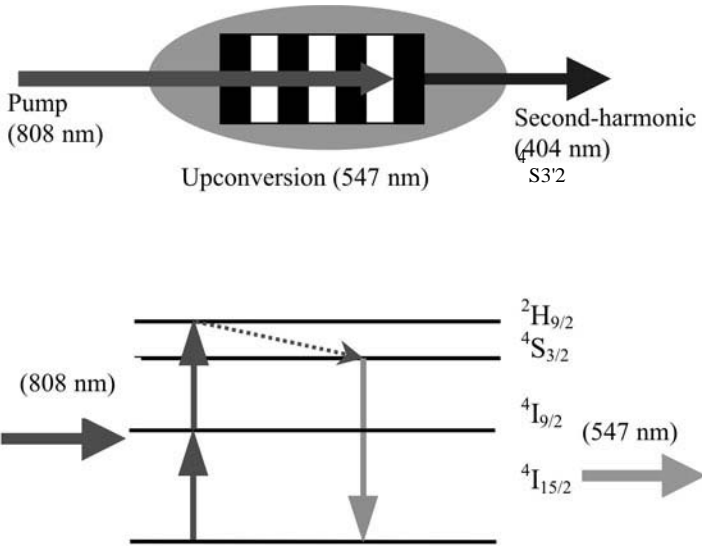 Pump
(808 nm)
Second-harmonic
(404 nm)
4
S3'2
Upconversion (547 nm)
²H₉/₂
⁴S₃/₂
(808 nm)
⁴I₉/₂
(547 nm)
⁴I₁₅/₂